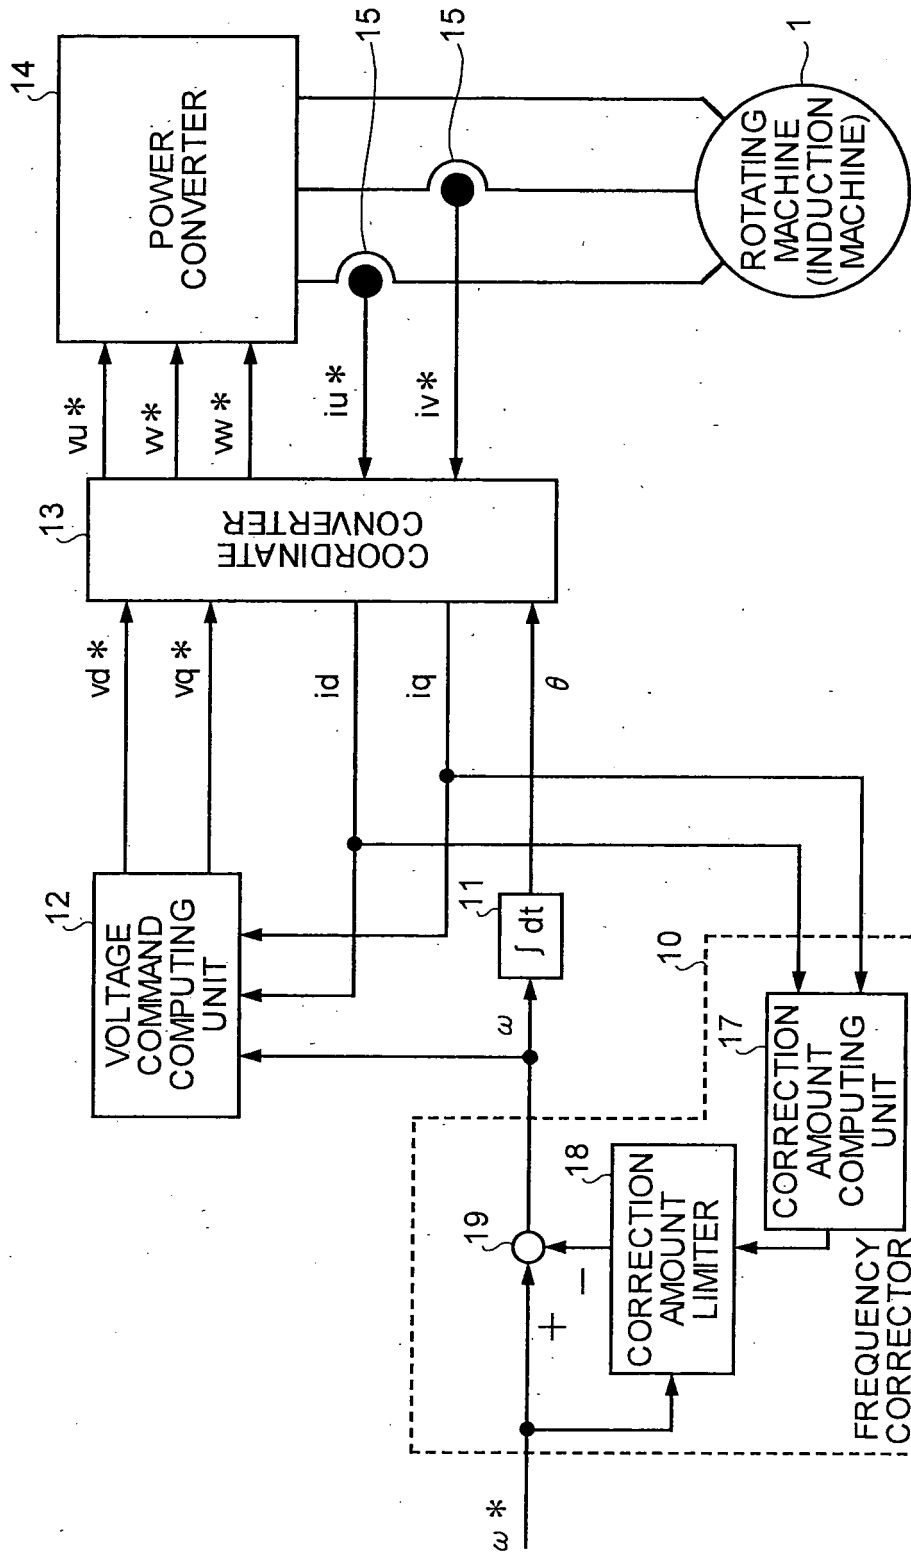 ω*
FREQUENCY
CORRECTOR
10
19
+
−
18
CORRECTION
AMOUNT
LIMITER
17
CORRECTION
AMOUNT
COMPUTING
UNIT
ω
11
∫ dt
θ
12
VOLTAGE
COMMAND
COMPUTING
UNIT
vd*
vq*
id
iq
13
COORDINATE
CONVERTER
vu*
vv*
vw*
iu*
iv*
14
POWER
CONVERTER
15
15
1
ROTATING
MACHINE
(INDUCTION
MACHINE)